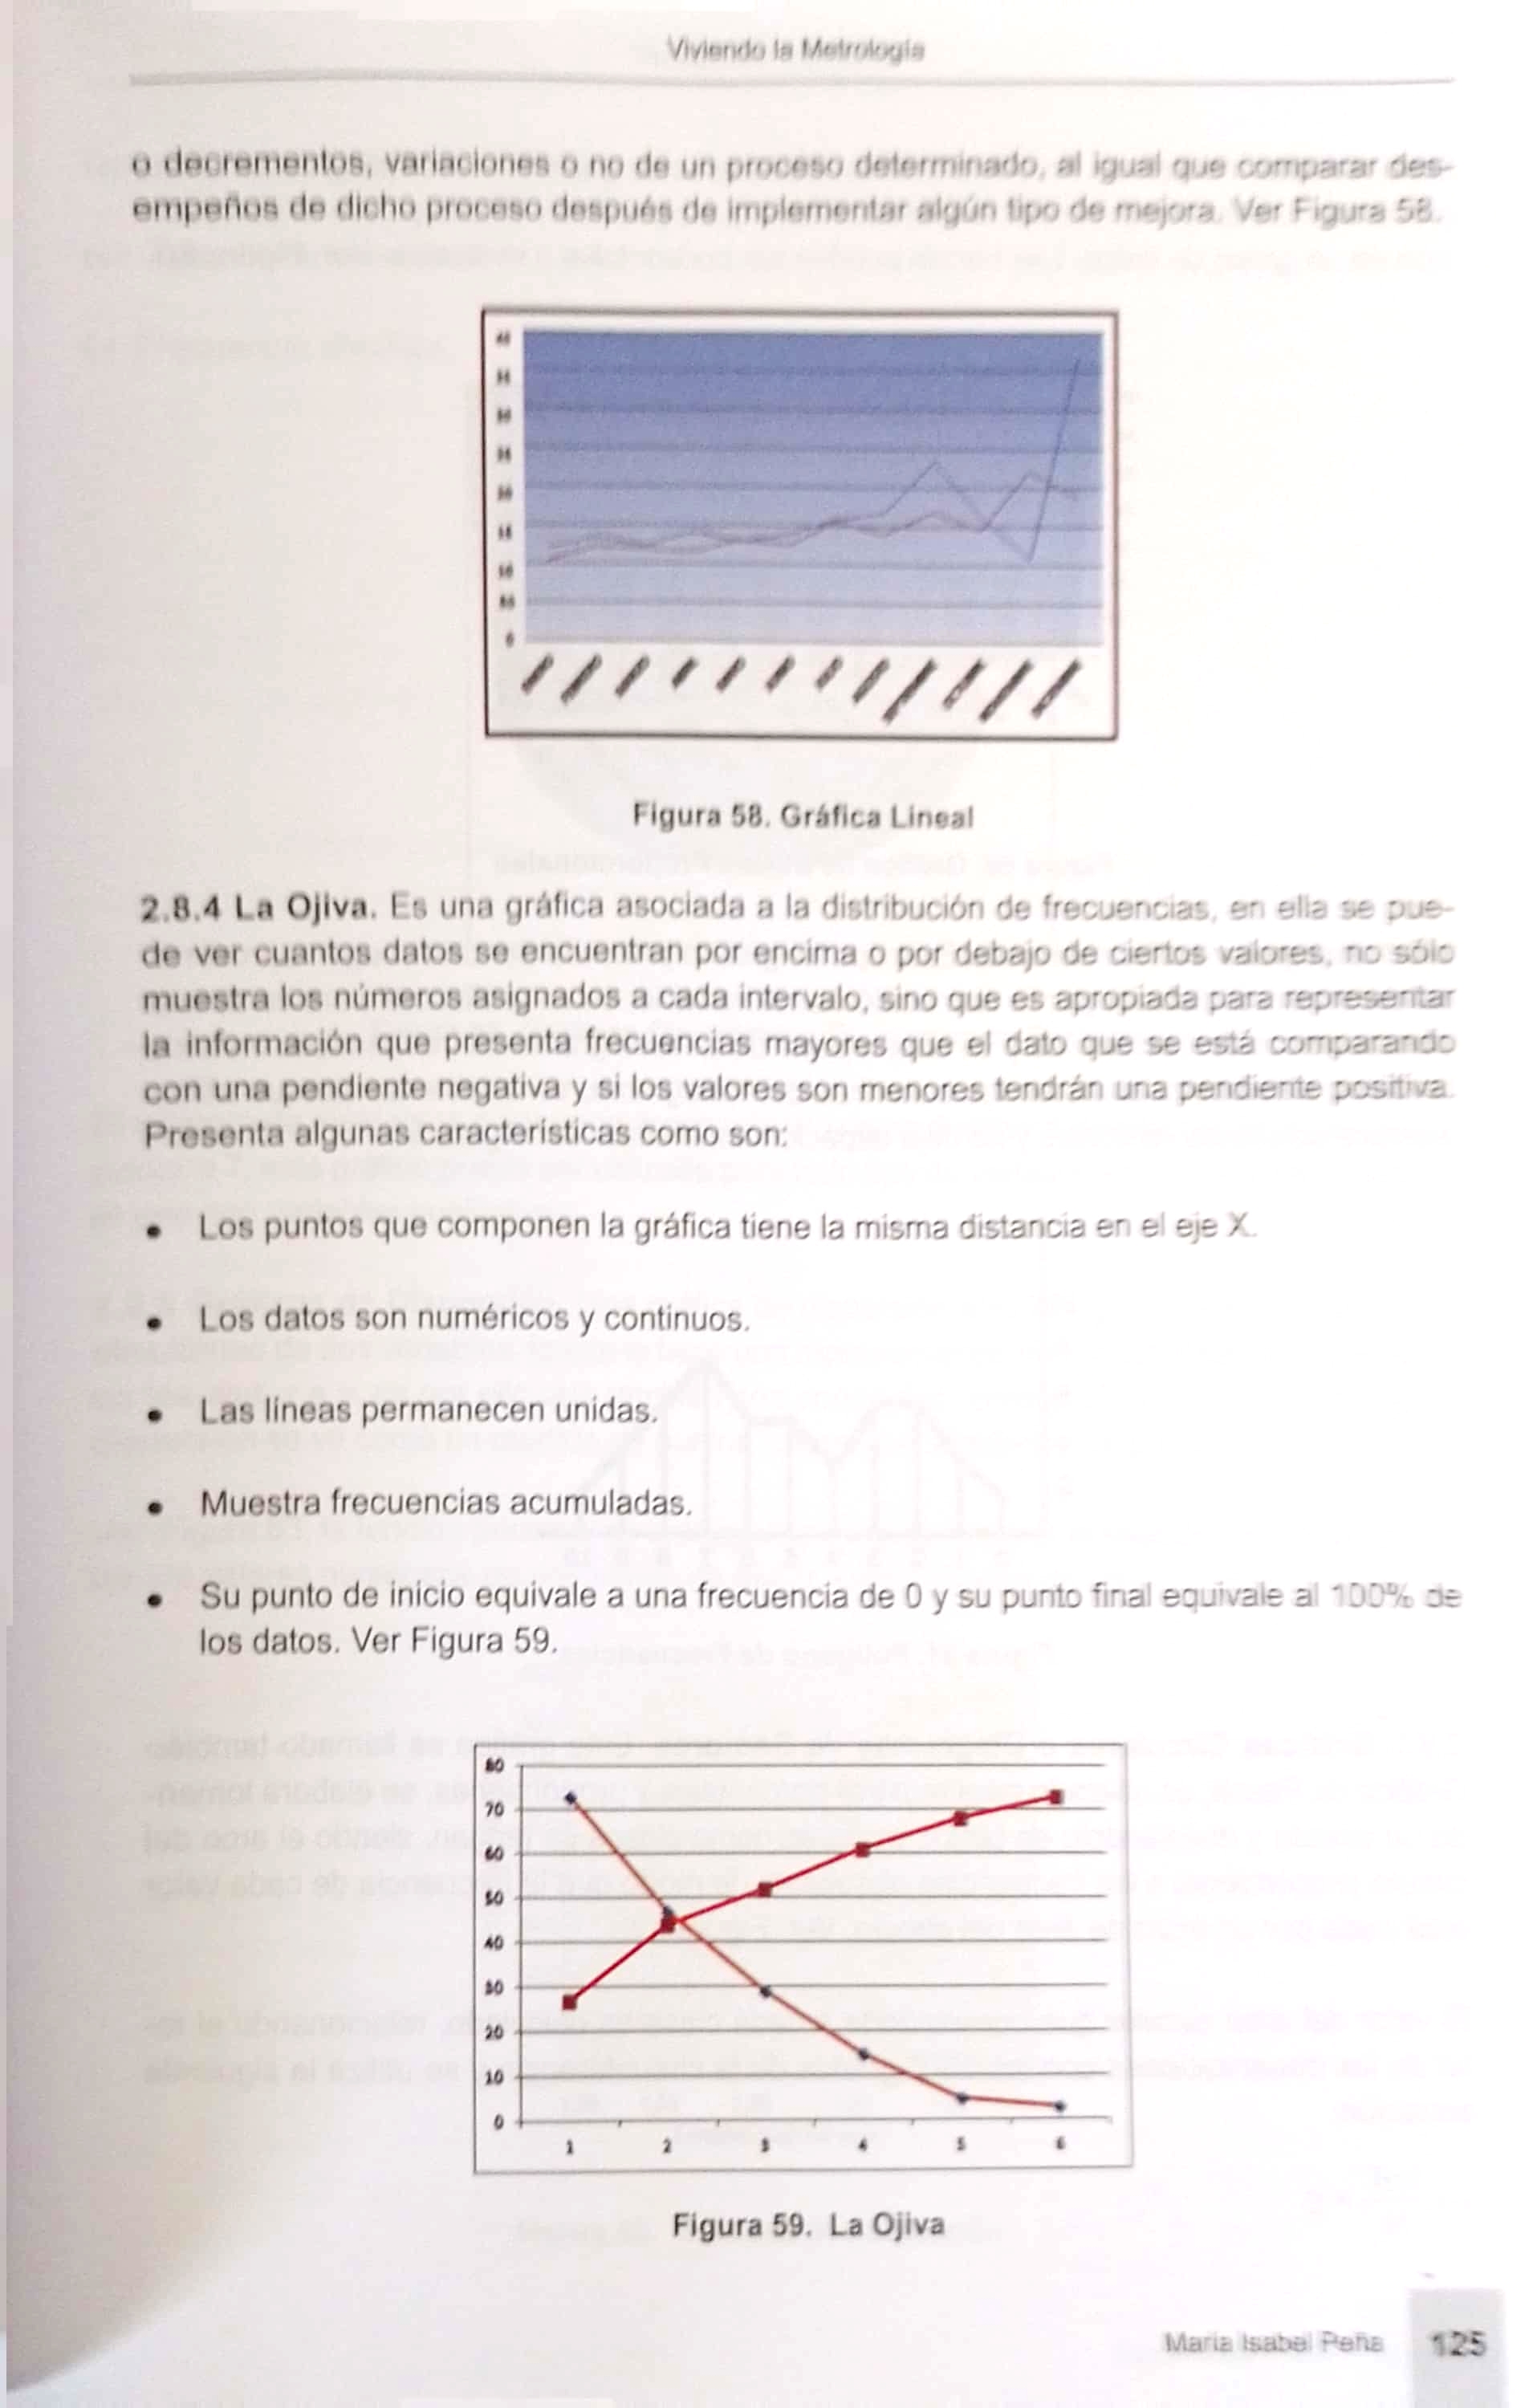 Viviendo la Metrología
o decrementos, variaciones o no de un proceso determinado, al igual que comparar des-
empeños de dicho proceso después de implementar algún tipo de mejora. Ver Figura 58.
Figura 58. Gráfica Lineal
2.8.4 La Ojiva. Es una gráfica asociada a la distribución de frecuencias, en ella se pue-
de ver cuantos datos se encuentran por encima o por debajo de ciertos valores, no sólo
muestra los números asignados a cada intervalo, sino que es apropiada para representar
la información que presenta frecuencias mayores que el dato que se está comparando
con una pendiente negativa y si los valores son menores tendrán una pendiente positiva.
Presenta algunas características como son:
• Los puntos que componen la gráfica tiene la misma distancia en el eje X.
• Los datos son numéricos y continuos.
• Las líneas permanecen unidas.
• Muestra frecuencias acumuladas.
• Su punto de inicio equivale a una frecuencia de 0 y su punto final equivale al 100% de
los datos. Ver Figura 59.
80
70
60
50
40
30
20
10
0
1 2 3 4 5 6
Figura 59. La Ojiva
María Isabel Peña 125